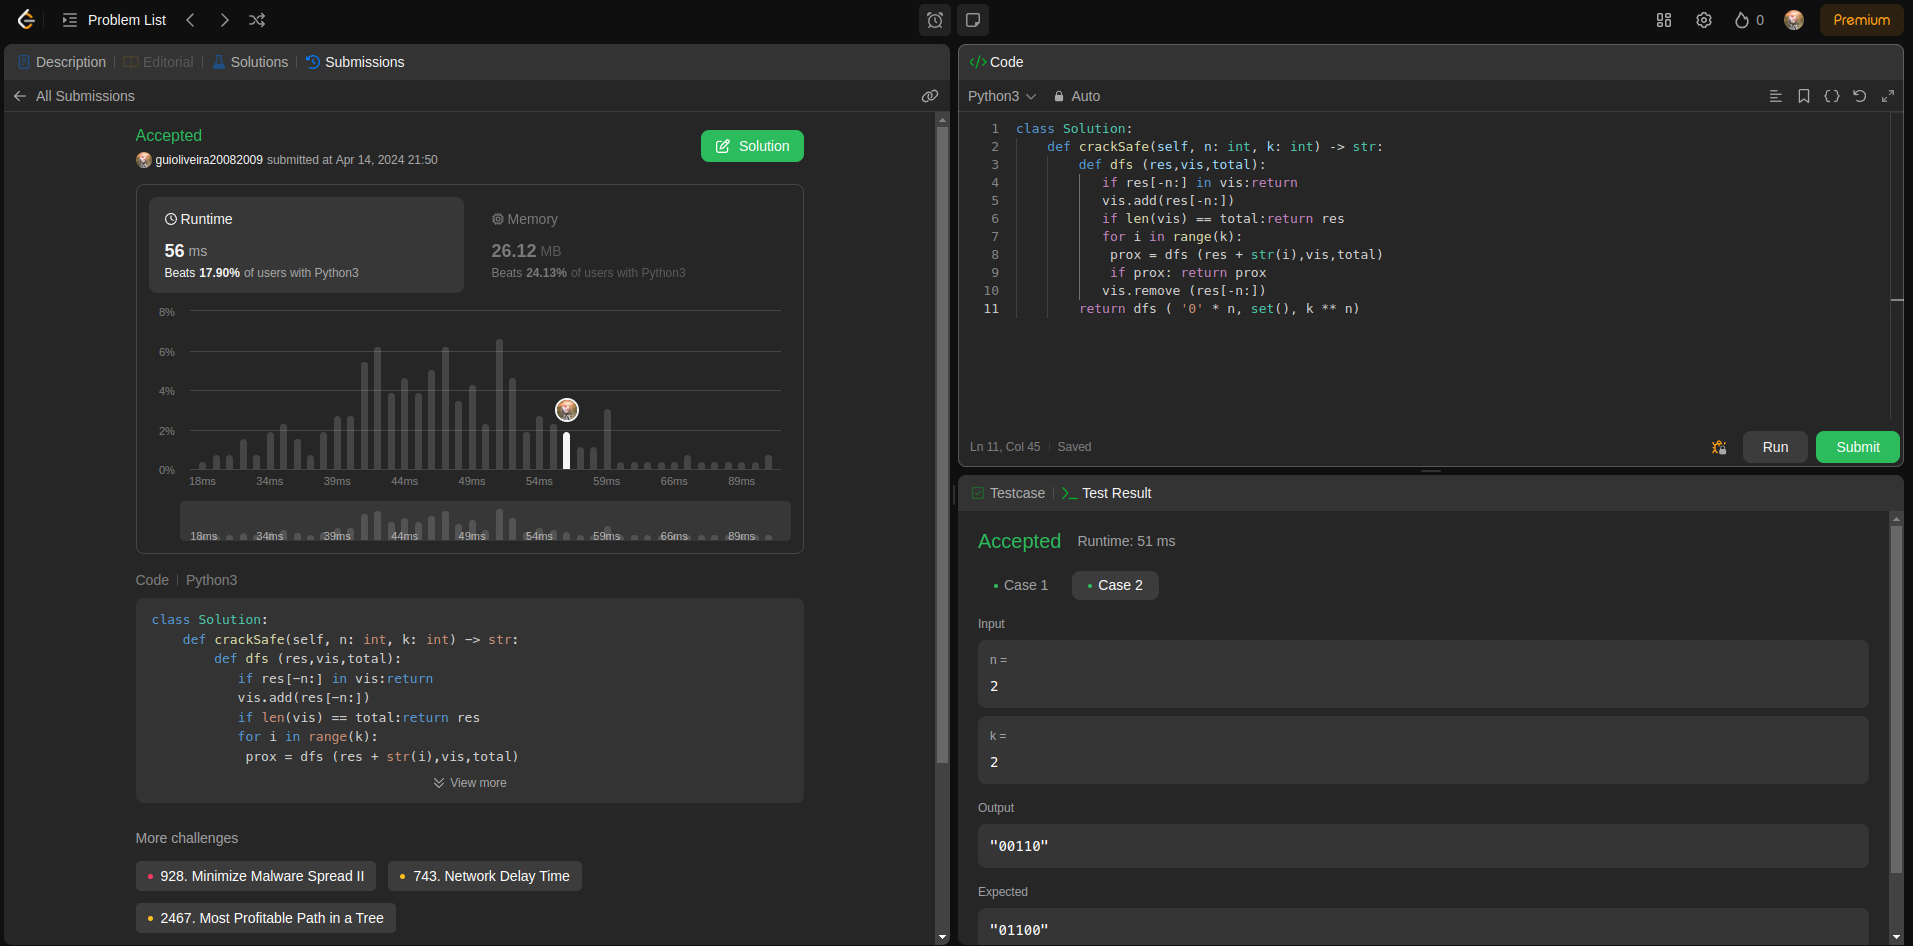 Problem List
0
Premium
Description
Editorial
Solutions
Submissions
All Submissions
Accepted
guioliveira20082009 submitted at Apr 14, 2024 21:50
Solution
Runtime
56 ms
Beats 17.90% of users with Python3
Memory
26.12 MB
Beats 24.13% of users with Python3
8%
6%
4%
2%
0%
18ms 34ms 39ms 44ms 49ms 54ms 59ms 66ms 89ms
18ms 34ms 39ms 44ms 49ms 54ms 59ms 66ms 89ms
Code | Python3
class Solution:
    def crackSafe(self, n: int, k: int) -> str:
        def dfs (res,vis,total):
           if res[-n:] in vis:return
           vis.add(res[-n:])
           if len(vis) == total:return res
           for i in range(k):
            prox = dfs (res + str(i),vis,total)
View more
More challenges
928. Minimize Malware Spread II
743. Network Delay Time
2467. Most Profitable Path in a Tree
</> Code
Python3
Auto
1 class Solution:
2     def crackSafe(self, n: int, k: int) -> str:
3         def dfs (res,vis,total):
4            if res[-n:] in vis:return
5            vis.add(res[-n:])
6            if len(vis) == total:return res
7            for i in range(k):
8             prox = dfs (res + str(i),vis,total)
9             if prox: return prox
10            vis.remove (res[-n:])
11         return dfs ( '0' * n, set(), k ** n)
Ln 11, Col 45 | Saved
Run
Submit
Testcase
Test Result
Accepted
Runtime: 51 ms
Case 1
Case 2
Input
n =
2
k =
2
Output
"00110"
Expected
"01100"